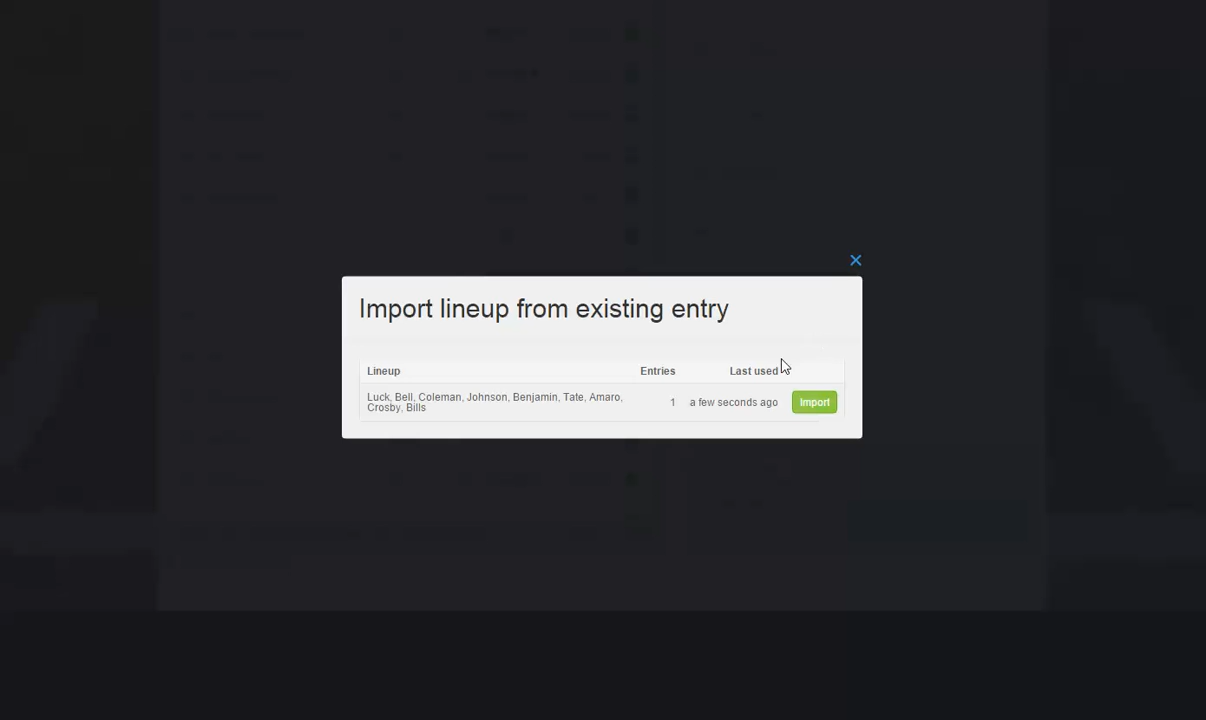 Import lineup from existing entry
Lineup Entries Last used
Luck, Bell, Coleman, Johnson, Benjamin, Tate, Amaro,
Crosby, Bills
1 a few seconds ago Import